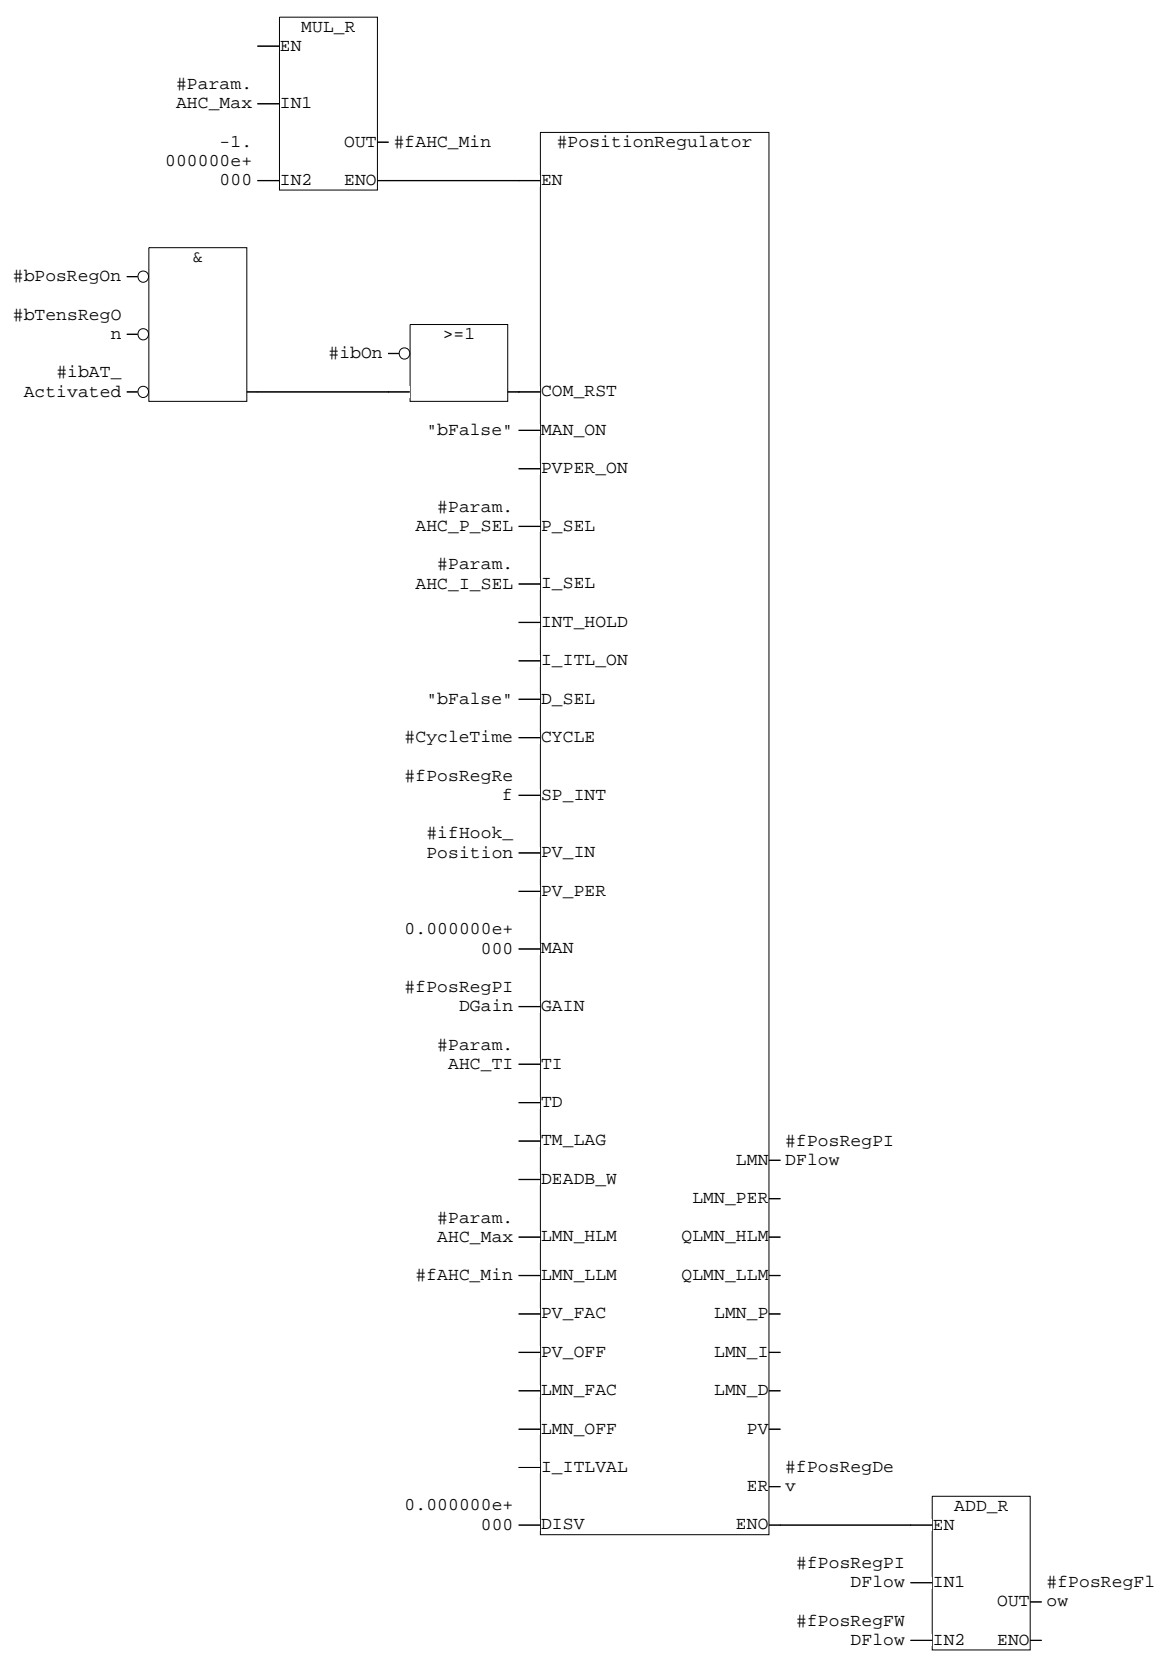 MUL_R
EN
#Param.
AHC_Max IN1
-1. OUT #fAHC_Min #PositionRegulator
000000e+
000 IN2 ENO EN
&
#bPosRegOn
#bTensRegO
n >=1
#ibOn
#ibAT_
Activated COM_RST
"bFalse" MAN_ON
PVPER_ON
#Param.
AHC_P_SEL P_SEL
#Param.
AHC_I_SEL I_SEL
INT_HOLD
I_ITL_ON
"bFalse" D_SEL
#CycleTime CYCLE
#fPosRegRe
f SP_INT
#ifHook_
Position PV_IN
PV_PER
0.000000e+
000 MAN
#fPosRegPI
DGain GAIN
#Param.
AHC_TI TI
TD
TM_LAG #fPosRegPI
LMN DFlow
DEADB_W
LMN_PER
#Param.
AHC_Max LMN_HLM QLMN_HLM
#fAHC_Min LMN_LLM QLMN_LLM
PV_FAC LMN_P
PV_OFF LMN_I
LMN_FAC LMN_D
LMN_OFF PV
I_ITLVAL #fPosRegDe
ER v
0.000000e+ ADD_R
000 DISV ENO EN
#fPosRegPI
DFlow IN1 #fPosRegFl
OUT ow
#fPosRegFW
DFlow IN2 ENO